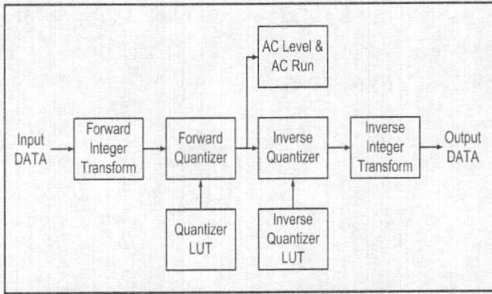 AC Level &
AC Run
Input
DATA
Forward
Integer
Transform
Forward
Quantizer
Inverse
Quantizer
Inverse
Integer
Transform
Output
DATA
Quantizer
LUT
Inverse
Quantizer
LUT